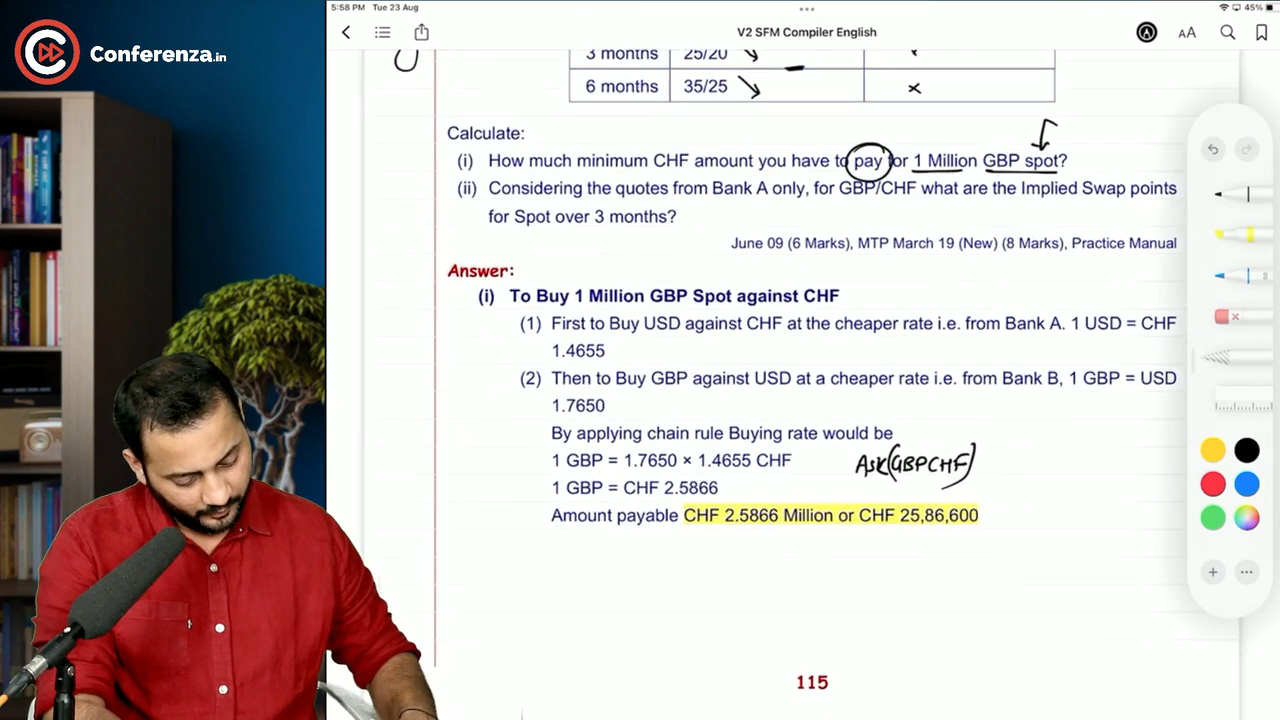 5:58 PM Tue 23 Aug
45%
Conferenza.in
V2 SFM Compiler English
AA
3 months 25/20
6 months 35/25 ×
Calculate:
(i) How much minimum CHF amount you have to pay for 1 Million GBP spot?
(ii) Considering the quotes from Bank A only, for GBP/CHF what are the Implied Swap points
for Spot over 3 months?
June 09 (6 Marks), MTP March 19 (New) (8 Marks), Practice Manual
Answer:
(i) To Buy 1 Million GBP Spot against CHF
(1) First to Buy USD against CHF at the cheaper rate i.e. from Bank A. 1 USD = CHF
1.4655
(2) Then to Buy GBP against USD at a cheaper rate i.e. from Bank B, 1 GBP = USD
1.7650
By applying chain rule Buying rate would be
1 GBP = 1.7650 × 1.4655 CHF Ask(GBPCHF)
1 GBP = CHF 2.5866
Amount payable CHF 2.5866 Million or CHF 25,86,600
115